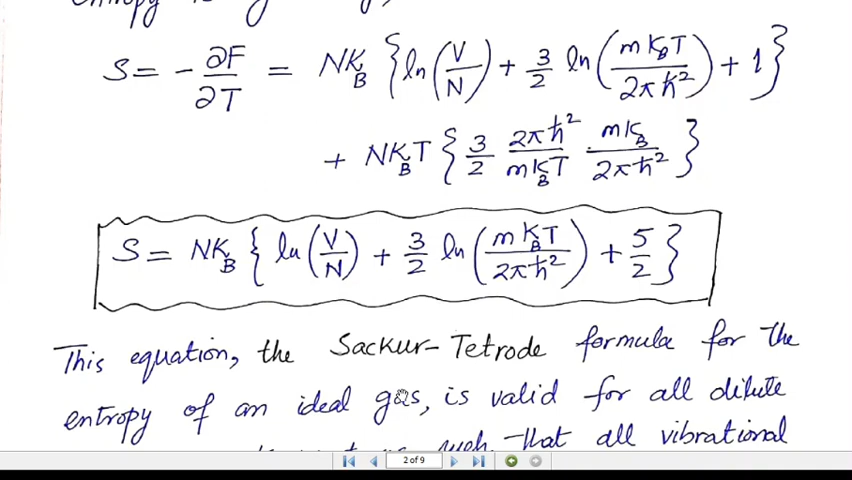 entropy is
S = - ∂F/∂T = NK_B {ln(V/N) + 3/2 ln(mK_BT/2πħ²) + 1}
+ NK_BT {3/2 2πħ²/mK_BT · mK_B/2πħ²}
S = NK_B {ln(V/N) + 3/2 ln(mK_BT/2πħ²) + 5/2}
This equation, the Sackur-Tetrode formula for the
entropy of an ideal gas, is valid for all dilute
such that all vibrational
2 of 9